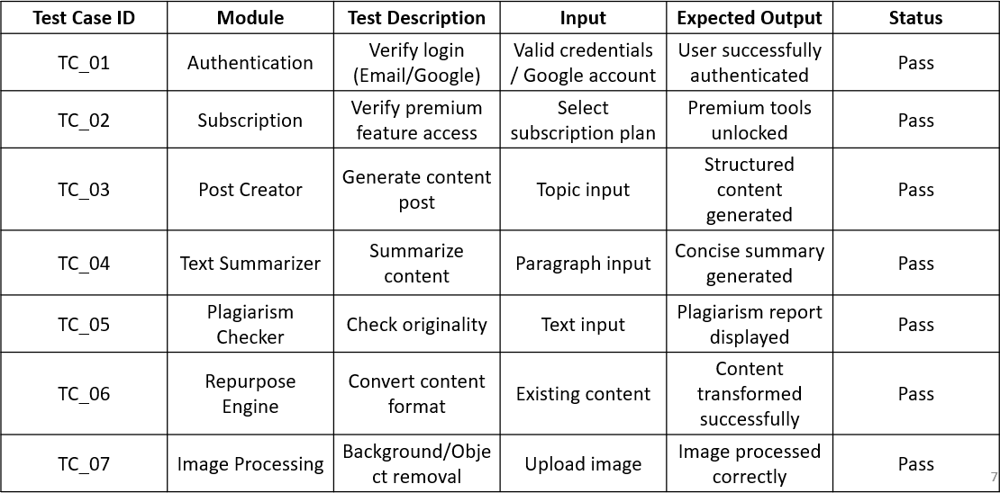 Test Case ID Module Test Description Input Expected Output Status
TC_01 Authentication Verify login (Email/Google) Valid credentials / Google account User successfully authenticated Pass
TC_02 Subscription Verify premium feature access Select subscription plan Premium tools unlocked Pass
TC_03 Post Creator Generate content post Topic input Structured content generated Pass
TC_04 Text Summarizer Summarize content Paragraph input Concise summary generated Pass
TC_05 Plagiarism Checker Check originality Text input Plagiarism report displayed Pass
TC_06 Repurpose Engine Convert content format Existing content Content transformed successfully Pass
TC_07 Image Processing Background/Object removal Upload image Image processed correctly Pass
7